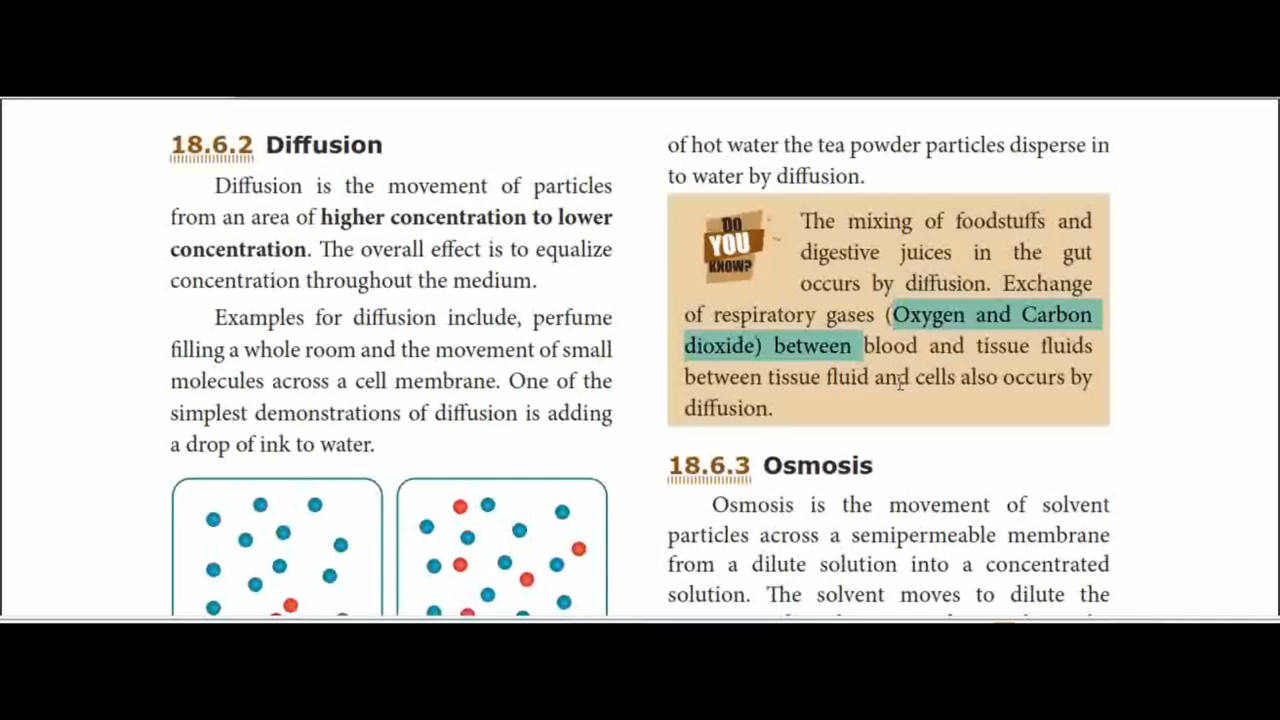 18.6.2 Diffusion
Diffusion is the movement of particles
from an area of higher concentration to lower
concentration. The overall effect is to equalize
concentration throughout the medium.
Examples for diffusion include, perfume
filling a whole room and the movement of small
molecules across a cell membrane. One of the
simplest demonstrations of diffusion is adding
a drop of ink to water.
of hot water the tea powder particles disperse in
to water by diffusion.
DO
YOU
KNOW?
The mixing of foodstuffs and
digestive juices in the gut
occurs by diffusion. Exchange
of respiratory gases (Oxygen and Carbon
dioxide) between blood and tissue fluids
between tissue fluid and cells also occurs by
diffusion.
18.6.3 Osmosis
Osmosis is the movement of solvent
particles across a semipermeable membrane
from a dilute solution into a concentrated
solution. The solvent moves to dilute the